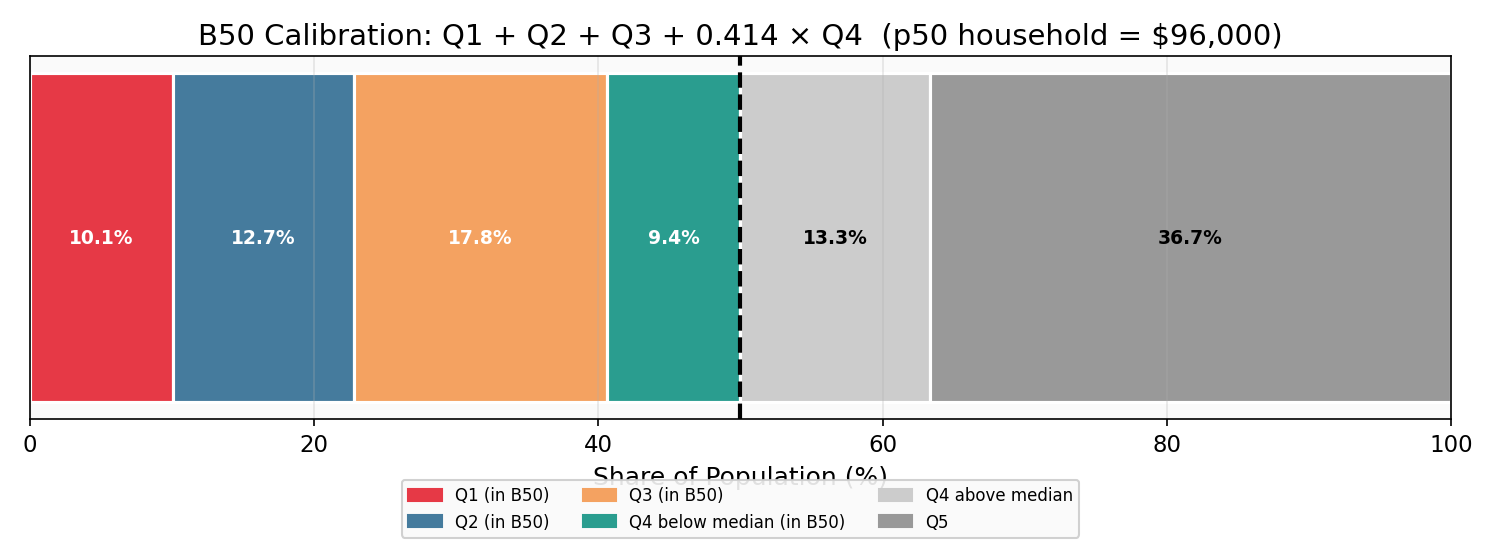 B50 Calibration: Q1 + Q2 + Q3 + 0.414 × Q4 (p50 household = $96,000)
10.1%
12.7%
17.8%
9.4%
13.3%
36.7%
0
20
40
60
80
100
Share of Population (%)
Q1 (in B50)
Q2 (in B50)
Q3 (in B50)
Q4 below median (in B50)
Q4 above median
Q5